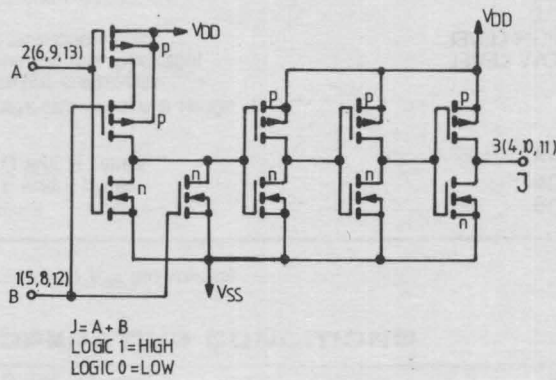 VDD
p
2(6,9,13)
A
p
VDD
p
p
p
3(4,10,11)
J
n
n
n
n
n
1(5,8,12)
B
VSS
J = A + B
LOGIC 1 = HIGH
LOGIC 0 = LOW